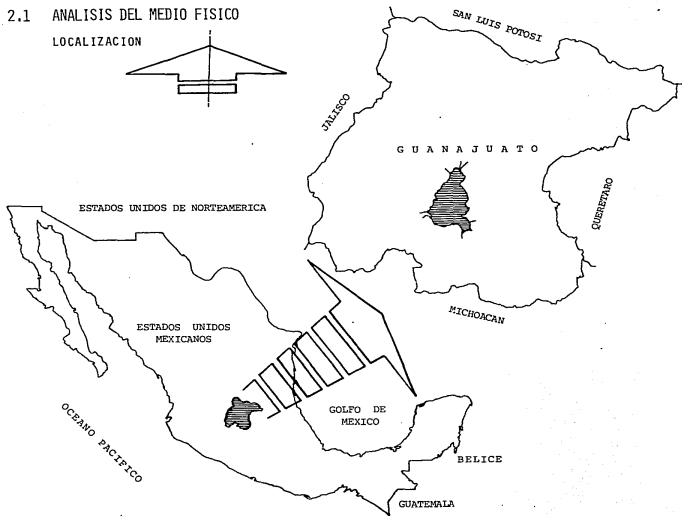 2.1 ANALISIS DEL MEDIO FISICO
LOCALIZACION
SAN LUIS POTOSI
JALISCO
GUANAJUATO
QUERETARO
MICHOACAN
ESTADOS UNIDOS DE NORTEAMERICA
ESTADOS UNIDOS
MEXICANOS
GOLFO DE
MEXICO
OCEANO PACIFICO
BELICE
GUATEMALA